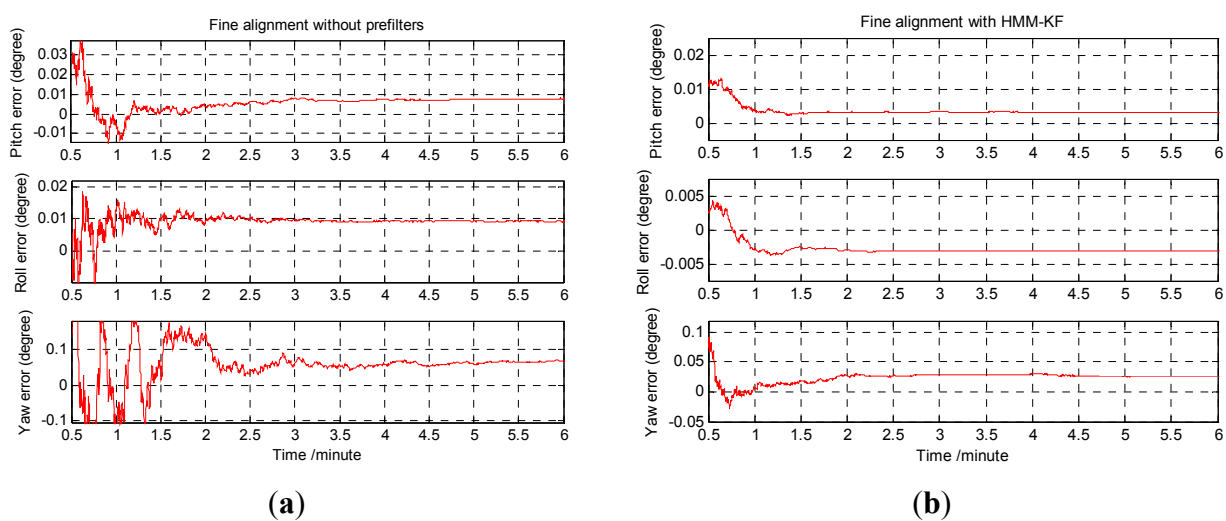 Fine alignment without prefilters
Pitch error (degree)
0.03
0.02
0.01
0
-0.01
0.5 1 1.5 2 2.5 3 3.5 4 4.5 5 5.5 6
Roll error (degree)
0.02
0.01
0
0.5 1 1.5 2 2.5 3 3.5 4 4.5 5 5.5 6
Yaw error (degree)
0.1
0
-0.1
0.5 1 1.5 2 2.5 3 3.5 4 4.5 5 5.5 6
Time /minute
(a)
Fine alignment with HMM-KF
Pitch error (degree)
0.02
0.01
0
0.5 1 1.5 2 2.5 3 3.5 4 4.5 5 5.5 6
Roll error (degree)
0.005
0
-0.005
0.5 1 1.5 2 2.5 3 3.5 4 4.5 5 5.5 6
Yaw error (degree)
0.1
0.05
0
-0.05
0.5 1 1.5 2 2.5 3 3.5 4 4.5 5 5.5 6
Time /minute
(b)